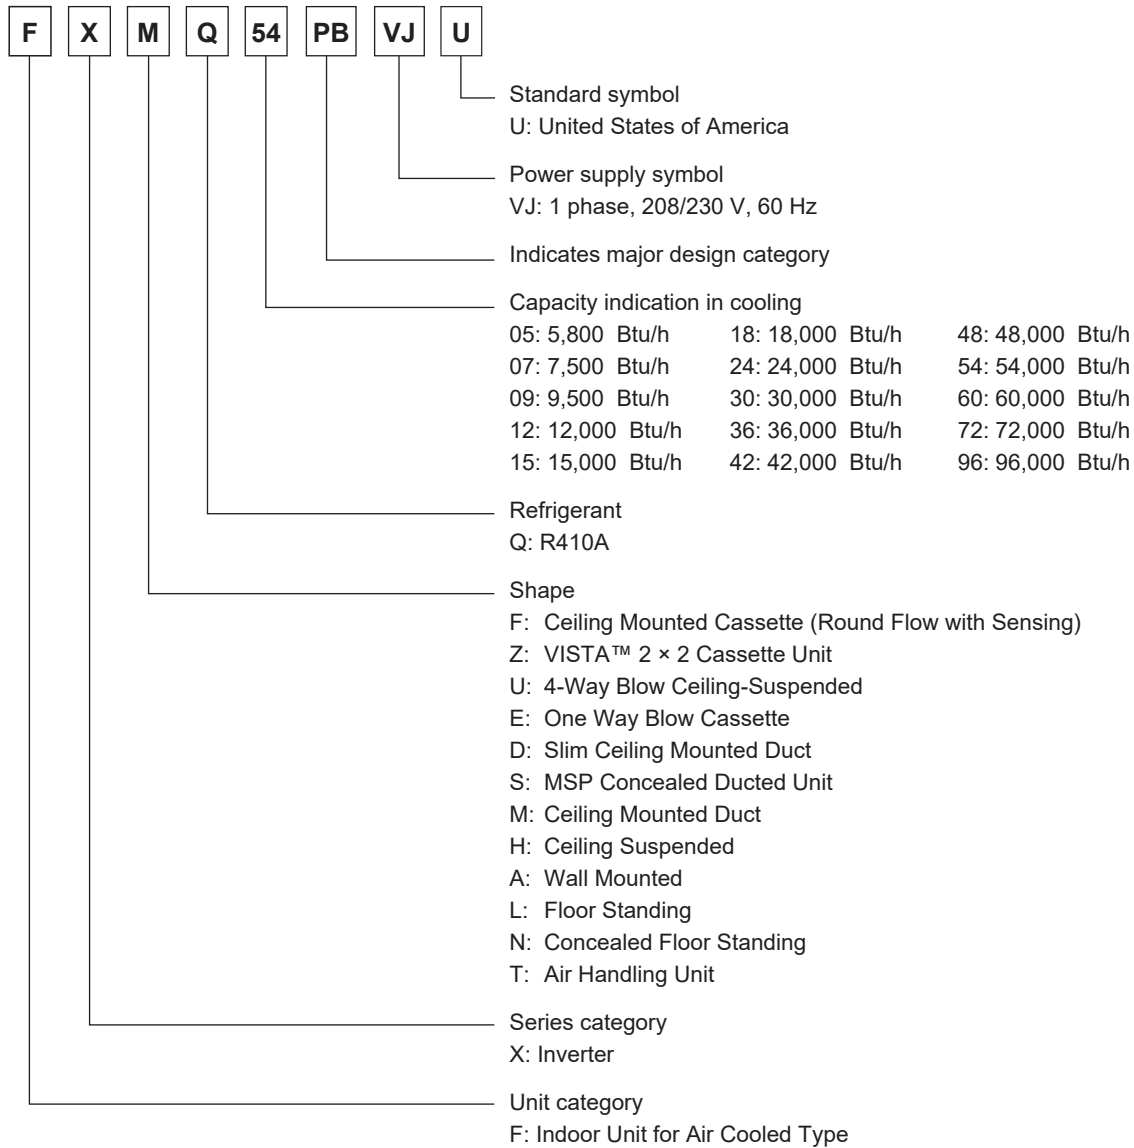 F X M Q 54 PB VJ U
Standard symbol
U: United States of America
Power supply symbol
VJ: 1 phase, 208/230 V, 60 Hz
Indicates major design category
Capacity indication in cooling
05: 5,800 Btu/h 18: 18,000 Btu/h 48: 48,000 Btu/h
07: 7,500 Btu/h 24: 24,000 Btu/h 54: 54,000 Btu/h
09: 9,500 Btu/h 30: 30,000 Btu/h 60: 60,000 Btu/h
12: 12,000 Btu/h 36: 36,000 Btu/h 72: 72,000 Btu/h
15: 15,000 Btu/h 42: 42,000 Btu/h 96: 96,000 Btu/h
Refrigerant
Q: R410A
Shape
F: Ceiling Mounted Cassette (Round Flow with Sensing)
Z: VISTA™ 2 × 2 Cassette Unit
U: 4-Way Blow Ceiling-Suspended
E: One Way Blow Cassette
D: Slim Ceiling Mounted Duct
S: MSP Concealed Ducted Unit
M: Ceiling Mounted Duct
H: Ceiling Suspended
A: Wall Mounted
L: Floor Standing
N: Concealed Floor Standing
T: Air Handling Unit
Series category
X: Inverter
Unit category
F: Indoor Unit for Air Cooled Type